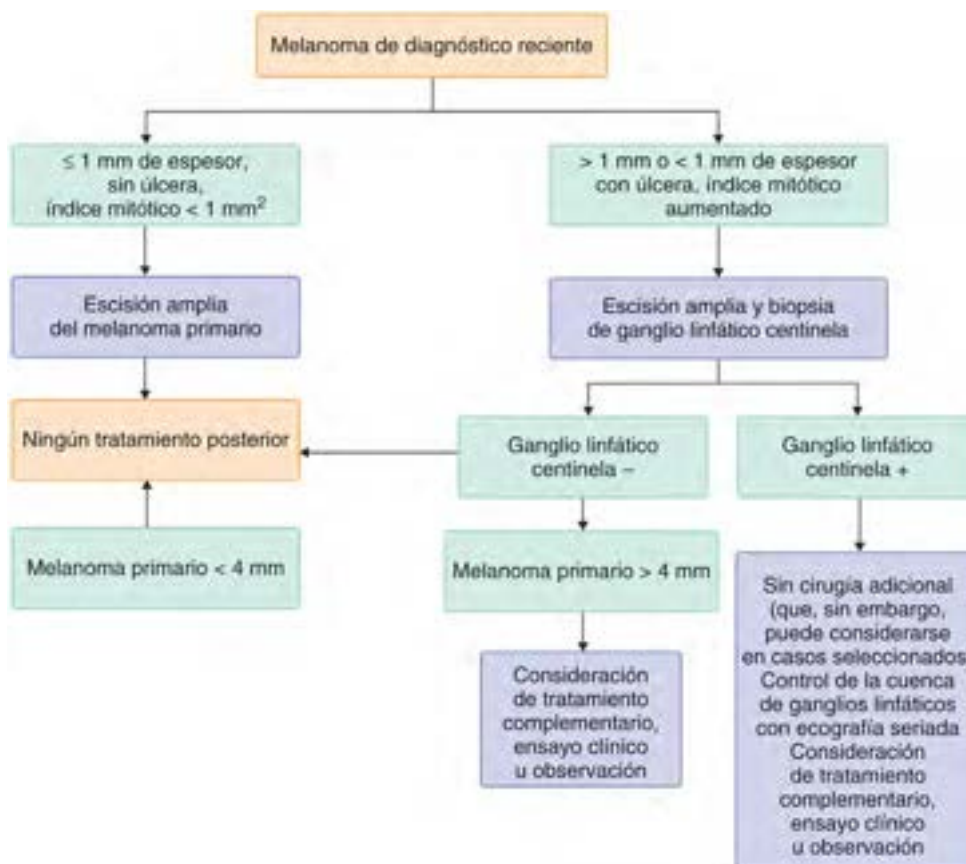 Melanoma de diagnóstico reciente
≤ 1 mm de espesor,
sin úlcera,
índice mitótico < 1 mm²
> 1 mm o < 1 mm de espesor
con úlcera, índice mitótico
aumentado
Escisión amplia
del melanoma primario
Escisión amplia y biopsia
de ganglio linfático centinela
Ningún tratamiento posterior
Ganglio linfático
centinela –
Ganglio linfático
centinela +
Melanoma primario < 4 mm
Melanoma primario > 4 mm
Consideración
de tratamiento
complementario,
ensayo clínico
u observación
Sin cirugía adicional
(que, sin embargo,
puede considerarse
en casos seleccionados
Control de la cuenca
de ganglios linfáticos
con ecografía seriada
Consideración
de tratamiento
complementario,
ensayo clínico
u observación